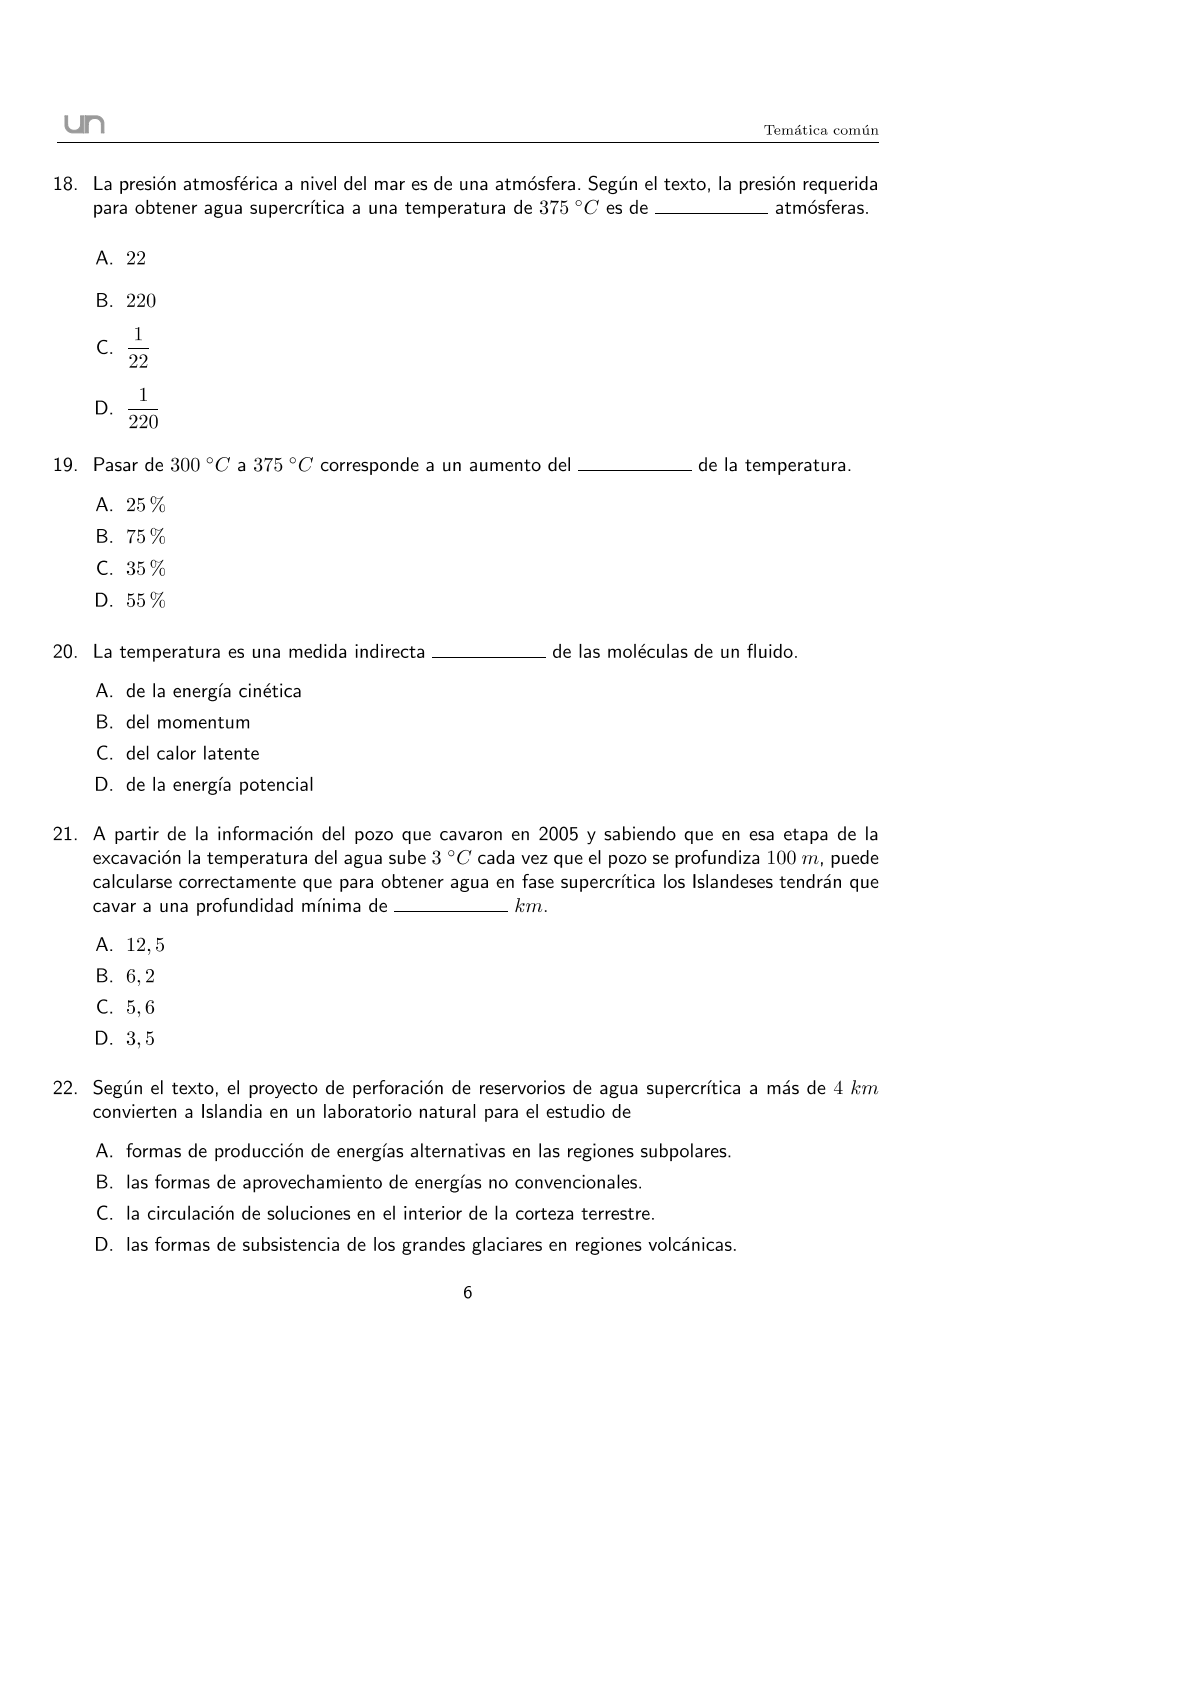 un
Temática común
18. La presión atmosférica a nivel del mar es de una atmósfera. Según el texto, la presión requerida
para obtener agua supercrítica a una temperatura de 375 °C es de __________ atmósferas.
A. 22
B. 220
C. 1/22
D. 1/220
19. Pasar de 300 °C a 375 °C corresponde a un aumento del __________ de la temperatura.
A. 25 %
B. 75 %
C. 35 %
D. 55 %
20. La temperatura es una medida indirecta __________ de las moléculas de un fluido.
A. de la energía cinética
B. del momentum
C. del calor latente
D. de la energía potencial
21. A partir de la información del pozo que cavaron en 2005 y sabiendo que en esa etapa de la
excavación la temperatura del agua sube 3 °C cada vez que el pozo se profundiza 100 m, puede
calcularse correctamente que para obtener agua en fase supercrítica los Islandeses tendrán que
cavar a una profundidad mínima de __________ km.
A. 12, 5
B. 6, 2
C. 5, 6
D. 3, 5
22. Según el texto, el proyecto de perforación de reservorios de agua supercrítica a más de 4 km
convierten a Islandia en un laboratorio natural para el estudio de
A. formas de producción de energías alternativas en las regiones subpolares.
B. las formas de aprovechamiento de energías no convencionales.
C. la circulación de soluciones en el interior de la corteza terrestre.
D. las formas de subsistencia de los grandes glaciares en regiones volcánicas.
6